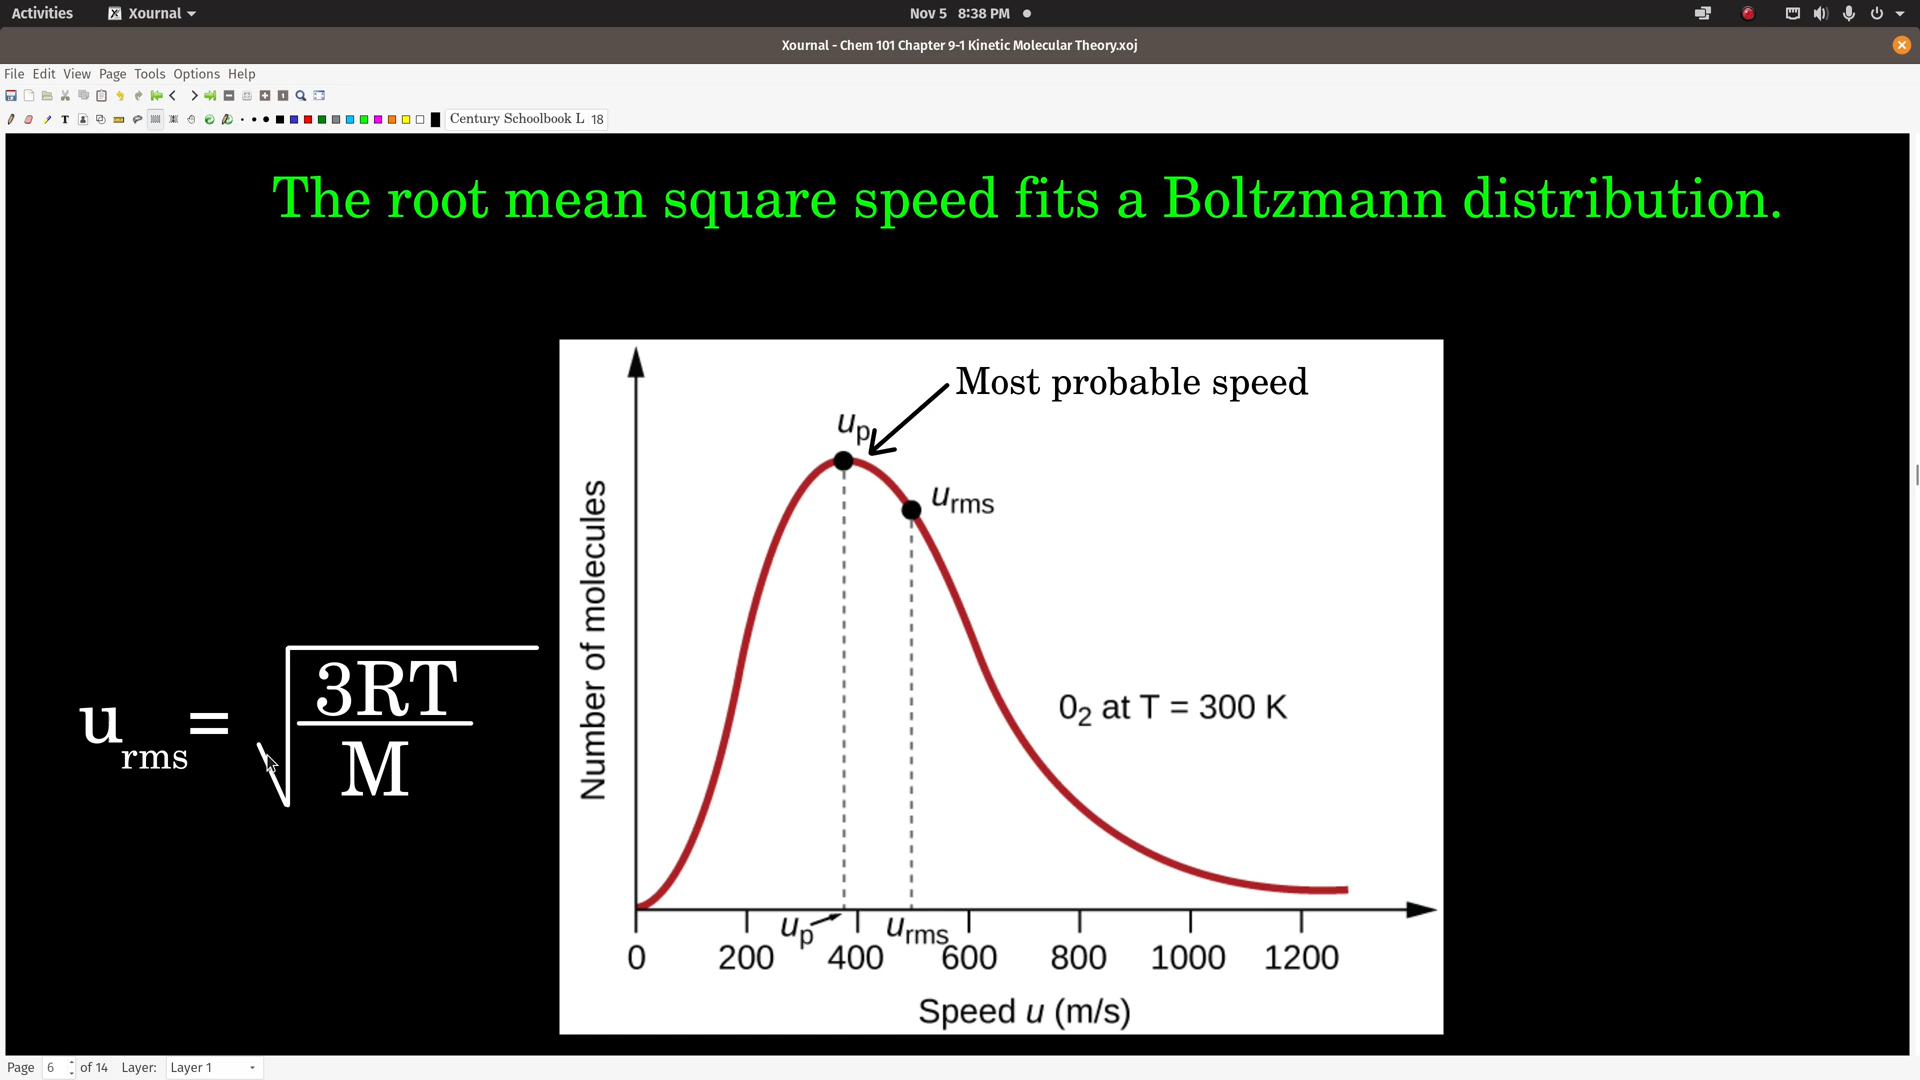 Activities Xournal Nov 5 8:38 PM
Xournal - Chem 101 Chapter 9-1 Kinetic Molecular Theory.xoj
File Edit View Page Tools Options Help
T 1 Century Schoolbook L 18
The root mean square speed fits a Boltzmann distribution.
Most probable speed
up
urms
Number of molecules
urms= √3RT
M
02 at T = 300 K
up urms
0 200 400 600 800 1000 1200
Speed u (m/s)
Page 6 of 14 Layer: Layer 1